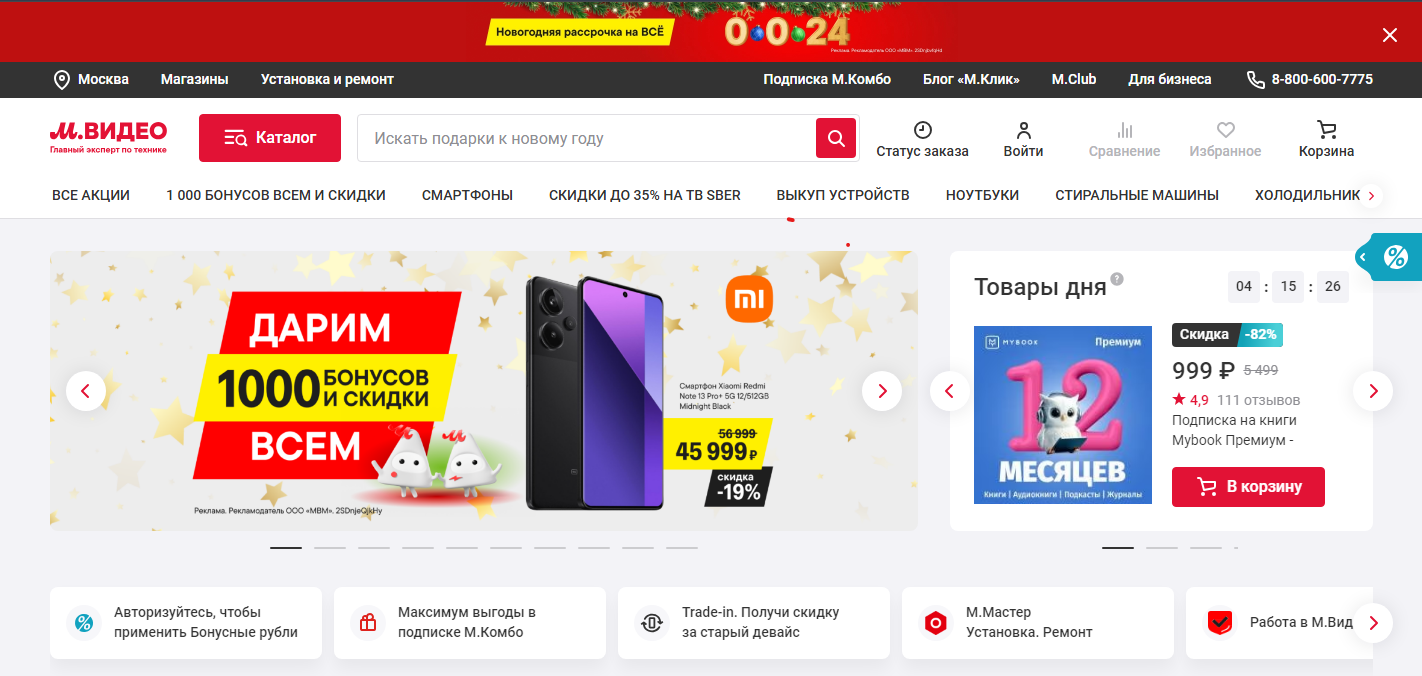 Новогодняя рассрочка на ВСЁ
0·0·24
Реклама. Рекламодатель ООО «МВМ». 2SDnjbvfqHd
Москва
Магазины
Установка и ремонт
Подписка М.Комбо
Блог «М.Клик»
M.Club
Для бизнеса
8-800-600-7775
М.ВИДЕО
Главный эксперт по технике
Каталог
Искать подарки к новому году
Статус заказа
Войти
Сравнение
Избранное
Корзина
ВСЕ АКЦИИ
1 000 БОНУСОВ ВСЕМ И СКИДКИ
СМАРТФОНЫ
СКИДКИ ДО 35% НА ТВ SBER
ВЫКУП УСТРОЙСТВ
НОУТБУКИ
СТИРАЛЬНЫЕ МАШИНЫ
ХОЛОДИЛЬНИК
ДАРИМ
1000 БОНУСОВ
И СКИДКИ
ВСЕМ
Реклама. Рекламодатель ООО «МВМ». 2SDnjeQjkHy
Смартфон Xiaomi Redmi
Note 13 Pro+ 5G 12/512GB
Midnight Black
56 999
45 999 ₽
скидка
-19%
Товары дня
04 : 15 : 26
MYBOOK
Премиум
12
МЕСЯЦЕВ
Книги | Аудиокниги | Подкасты | Журналы
Скидка -82%
999 ₽ 5 499
4,9 111 отзывов
Подписка на книги
Mybook Премиум -
В корзину
Авторизуйтесь, чтобы
применить Бонусные рубли
Максимум выгоды в
подписке М.Комбо
Trade-in. Получи скидку
за старый девайс
М.Мастер
Установка. Ремонт
Работа в М.Вид